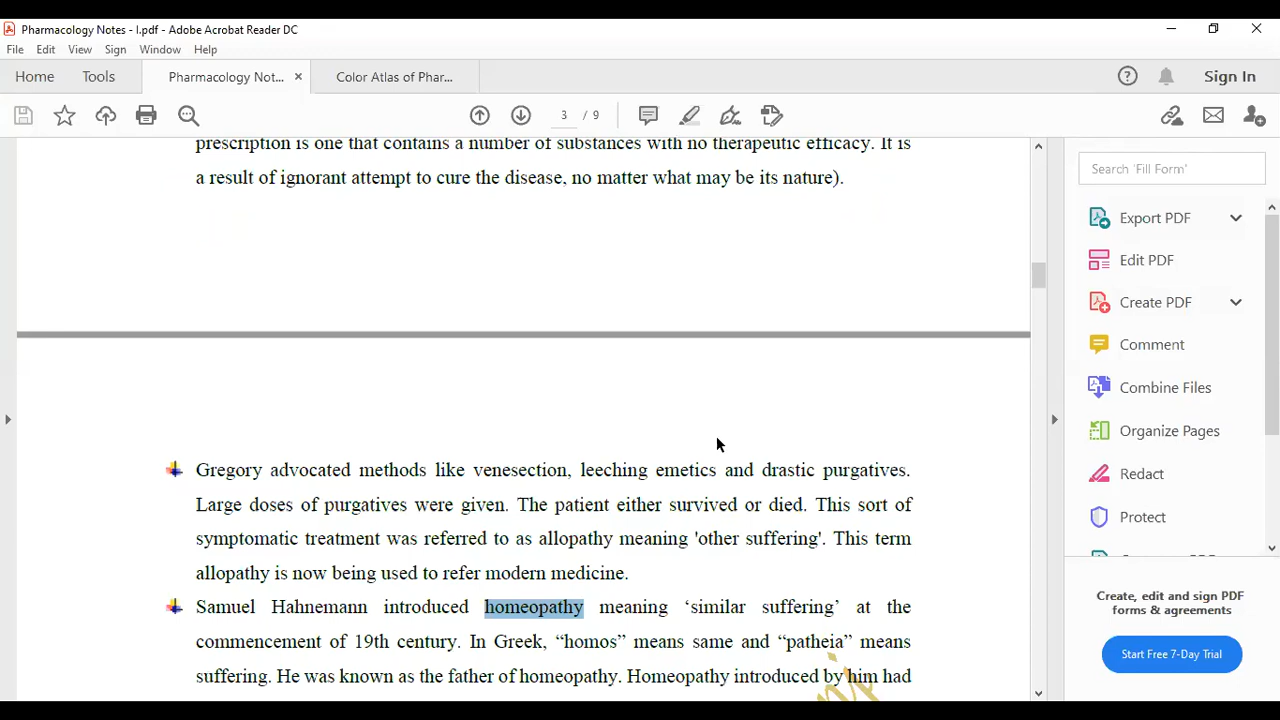 Pharmacology Notes - I.pdf - Adobe Acrobat Reader DC
File Edit View Sign Window Help
Home Tools Pharmacology Not... × Color Atlas of Phar... Sign In
3 / 9
prescription is one that contains a number of substances with no therapeutic efficacy. It is
a result of ignorant attempt to cure the disease, no matter what may be its nature).
Gregory advocated methods like venesection, leeching emetics and drastic purgatives.
Large doses of purgatives were given. The patient either survived or died. This sort of
symptomatic treatment was referred to as allopathy meaning 'other suffering'. This term
allopathy is now being used to refer modern medicine.
Samuel Hahnemann introduced homeopathy meaning ‘similar suffering’ at the
commencement of 19th century. In Greek, “homos” means same and “patheia” means
suffering. He was known as the father of homeopathy. Homeopathy introduced by him had
Search 'Fill Form'
Export PDF
Edit PDF
Create PDF
Comment
Combine Files
Organize Pages
Redact
Protect
Create, edit and sign PDF
forms & agreements
Start Free 7-Day Trial